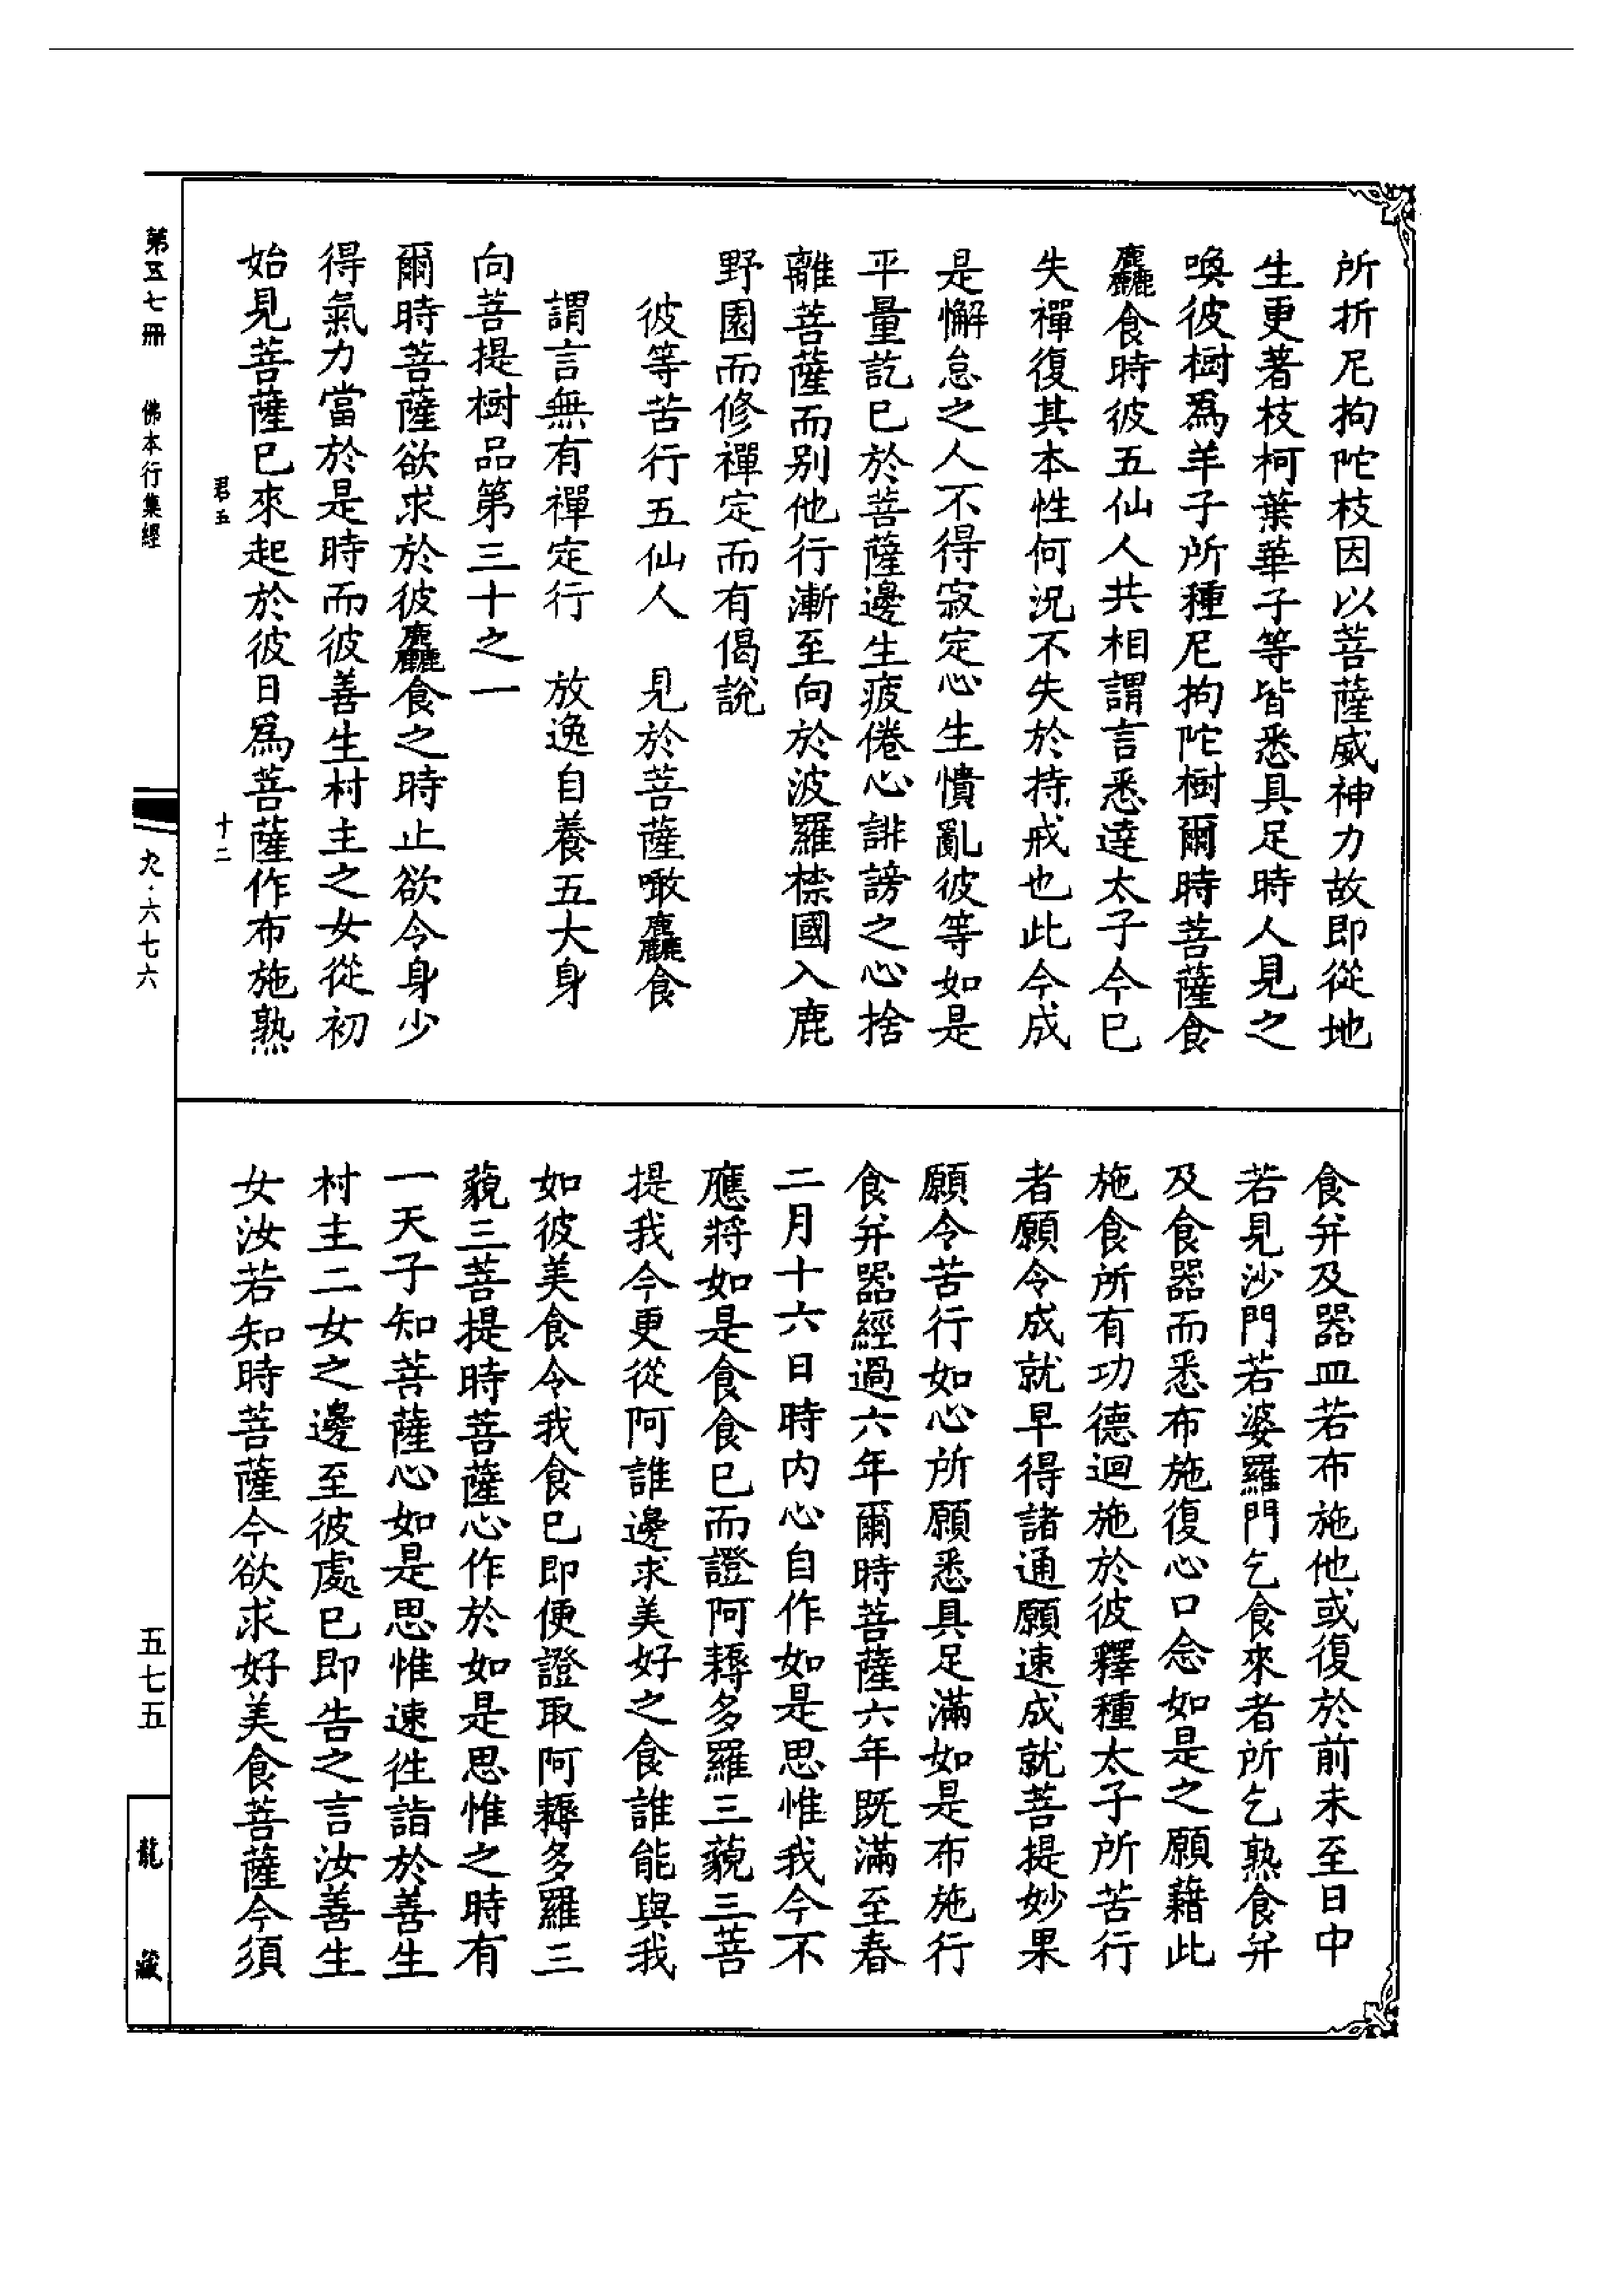 所折尼拘陀枝因以菩薩威神力故即從地
生更著枝柯葉華子等皆悉具足時人見之
喚彼樹爲羊子所種尼拘陀樹爾時菩薩食
麤食時彼五仙人共相謂言悉達太子今已
失禪復其本性何況不失於持戒也此今成
是懈怠之人不得寂定心生憒亂彼等如是
平量訖已於菩薩邊生疲倦心誹謗之心捨
離菩薩而別他行漸至向於波羅㮈國入鹿
野園而修禪定而有偈說
彼等苦行五仙人　見於菩薩噉麤食
謂言無有禪定行　放逸自養五大身
向菩提樹品第三十之一
爾時菩薩欲求於彼麤食之時止欲令身少
得氣力當於是時而彼善生村主之女從初
始見菩薩已來起於彼日爲菩薩作布施熟
食并及器皿若布施他或復於前未至日中
若見沙門若婆羅門乞食來者所乞熟食并
及食器而悉布施復心口念如是之願藉此
施食所有功德迴施於彼釋種太子所苦行
者願令成就早得諸通願速成就菩提妙果
願令苦行如心所願悉具足滿如是布施行
食并器經過六年爾時菩薩六年既滿至春
二月十六日時内心自作如是思惟我今不
應將如是食食已而證阿耨多羅三藐三菩
提我今更從阿誰邊求美好之食誰能與我
如彼美食令我食已即便證取阿耨多羅三
藐三菩提時菩薩心作於如是思惟之時有
一天子知菩薩心如是思惟速往詣於善生
村主二女之邊至彼處已即告之言汝善生
女汝若知時菩薩今欲求好美食菩薩今須
君五　十二
第五七冊　佛本行集經
九·六七六
五七五
龍藏